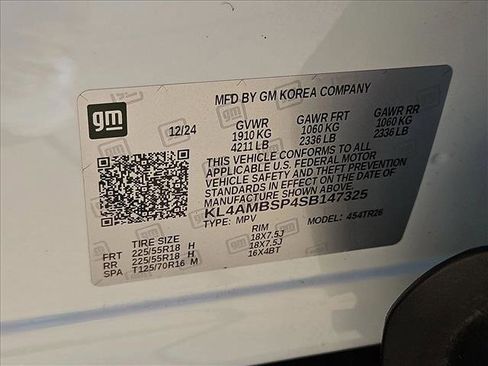 gm
MFD BY GM KOREA COMPANY
12/24 GVWR GAWR FRT GAWR RR
1910 KG 1060 KG 1060 KG
4211 LB 2336 LB 2336 LB
THIS VEHICLE CONFORMS TO ALL
APPLICABLE U.S. FEDERAL MOTOR
VEHICLE SAFETY AND THEFT PREVENTION
STANDARDS IN EFFECT ON THE DATE
OF MANUFACTURE SHOWN ABOVE.
KL4AMBSP4SB147325
TYPE: MPV MODEL: 4S4TR26
TIRE SIZE RIM
FRT 225/55R18 H 18X7.5J
RR 225/55R18 H 18X7.5J
SPA T125/70R16 M 16X4BT